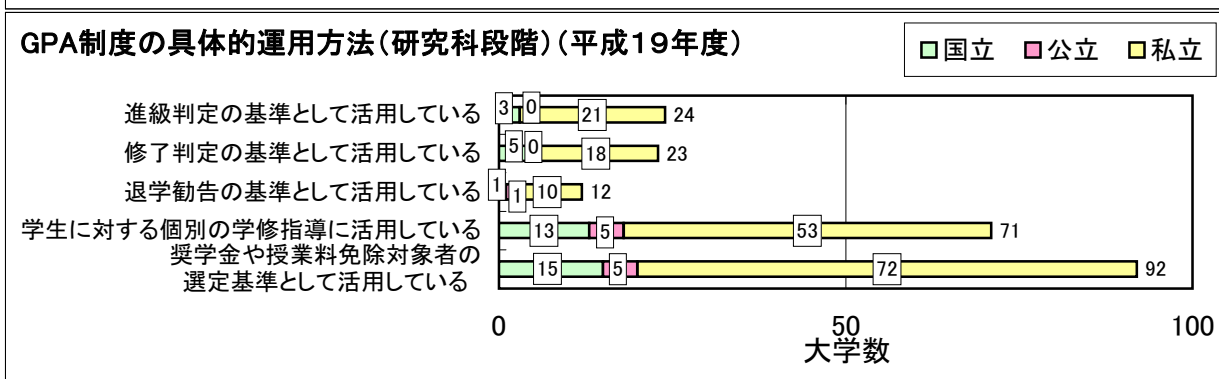 GPA制度の具体的運用方法(研究科段階)(平成19年度)
国立 公立 私立
進級判定の基準として活用している 3 0 21 24
修了判定の基準として活用している 5 0 18 23
退学勧告の基準として活用している 1 1 10 12
学生に対する個別の学修指導に活用している 13 5 53 71
奨学金や授業料免除対象者の
選定基準として活用している 15 5 72 92
0 50 100
大学数